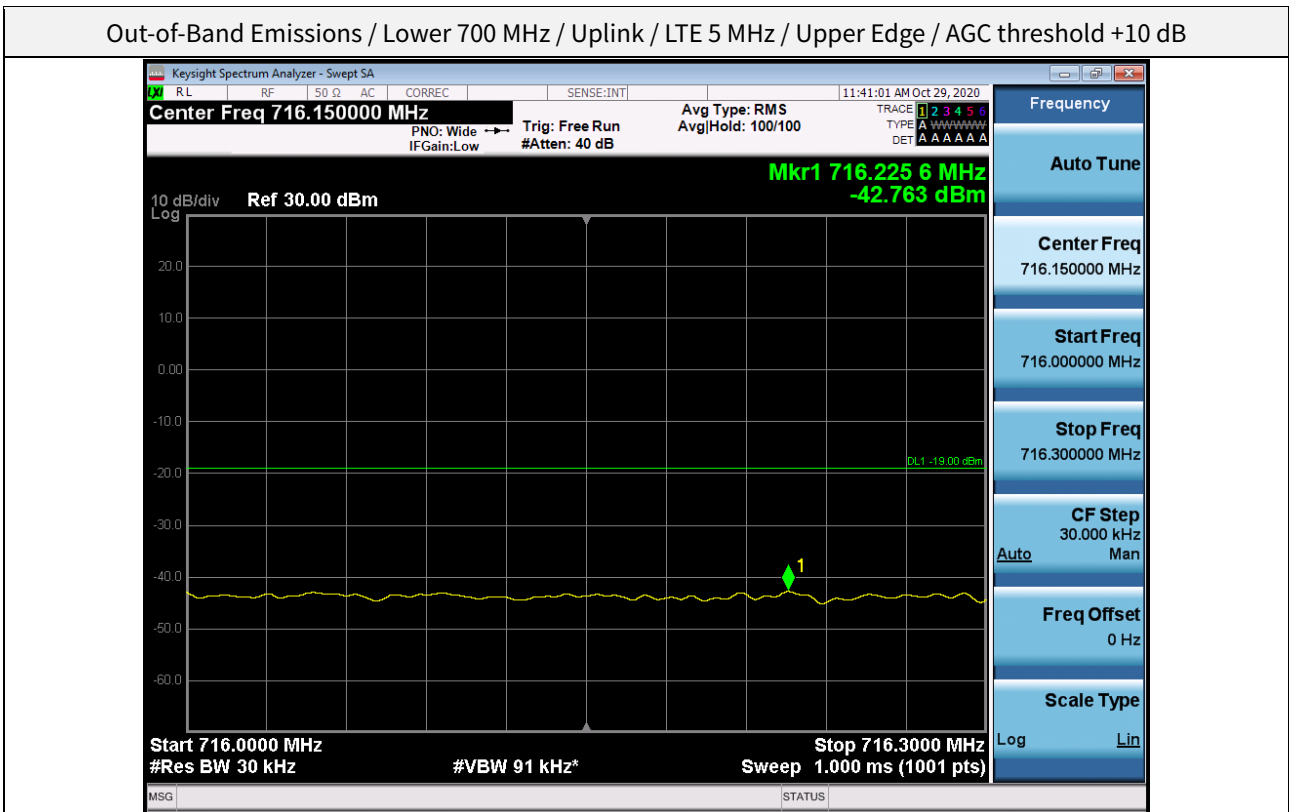 Out-of-Band Emissions / Lower 700 MHz / Uplink / LTE 5 MHz / Upper Edge / AGC threshold +10 dB
Keysight Spectrum Analyzer - Swept SA
LXI RL RF 50 Ω AC CORREC SENSE:INT 11:41:01 AM Oct 29, 2020
Center Freq 716.150000 MHz
PNO: Wide
IFGain:Low
Trig: Free Run
#Atten: 40 dB
Avg Type: RMS
Avg|Hold: 100/100
TRACE 1 2 3 4 5 6
TYPE A WWWWW
DET A A A A A A
Mkr1 716.225 6 MHz
-42.763 dBm
10 dB/div Ref 30.00 dBm
Log
20.0
10.0
0.00
-10.0
DL1 -19.00 dBm
-20.0
-30.0
1
-40.0
-50.0
-60.0
Start 716.0000 MHz Stop 716.3000 MHz
#Res BW 30 kHz #VBW 91 kHz* Sweep 1.000 ms (1001 pts)
MSG STATUS
Frequency
Auto Tune
Center Freq
716.150000 MHz
Start Freq
716.000000 MHz
Stop Freq
716.300000 MHz
CF Step
30.000 kHz
Auto Man
Freq Offset
0 Hz
Scale Type
Log Lin